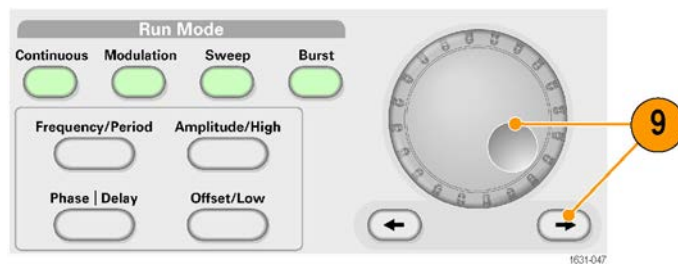 Run Mode
Continuous Modulation Sweep Burst
Frequency/Period Amplitude/High
Phase | Delay Offset/Low
9
1631-047